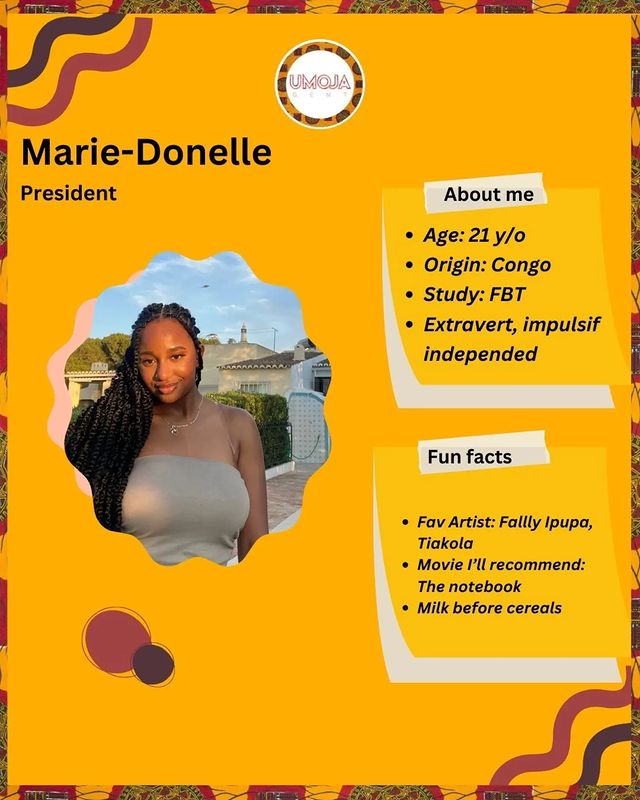 UMOJA
GENT
Marie-Donelle
President
About me
Age: 21 y/o
Origin: Congo
Study: FBT
Extravert, impulsif
independed
Fun facts
Fav Artist: Fallly Ipupa,
Tiakola
Movie I’ll recommend:
The notebook
Milk before cereals